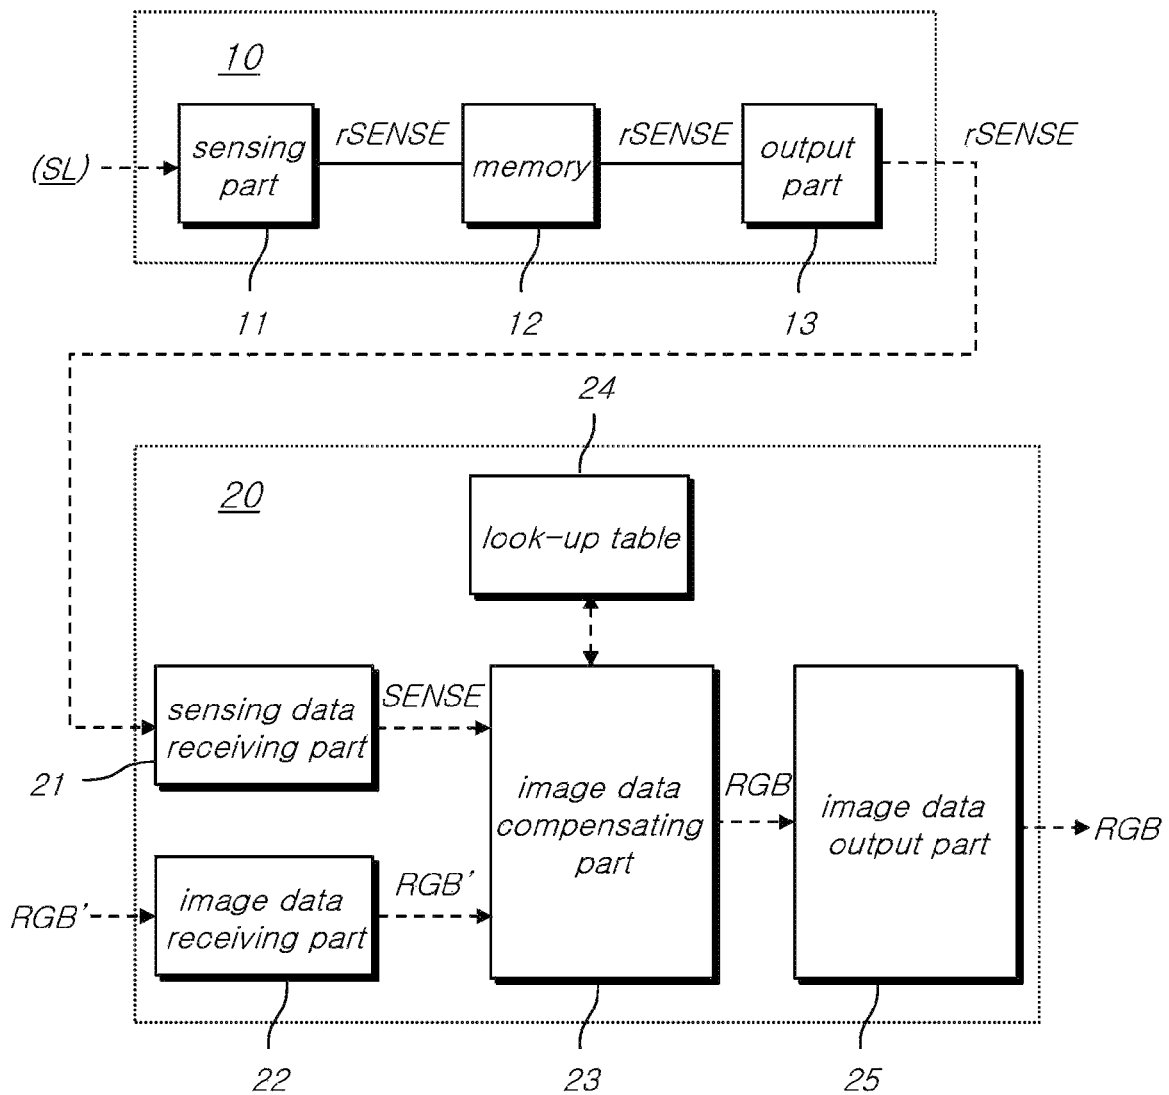 10
(SL)
sensing
part
rSENSE
memory
rSENSE
output
part
rSENSE
11
12
13
24
20
look-up table
sensing data
receiving part
SENSE
21
image data
compensating
part
RGB
image data
output part
RGB
RGB'
image data
receiving part
RGB'
22
23
25